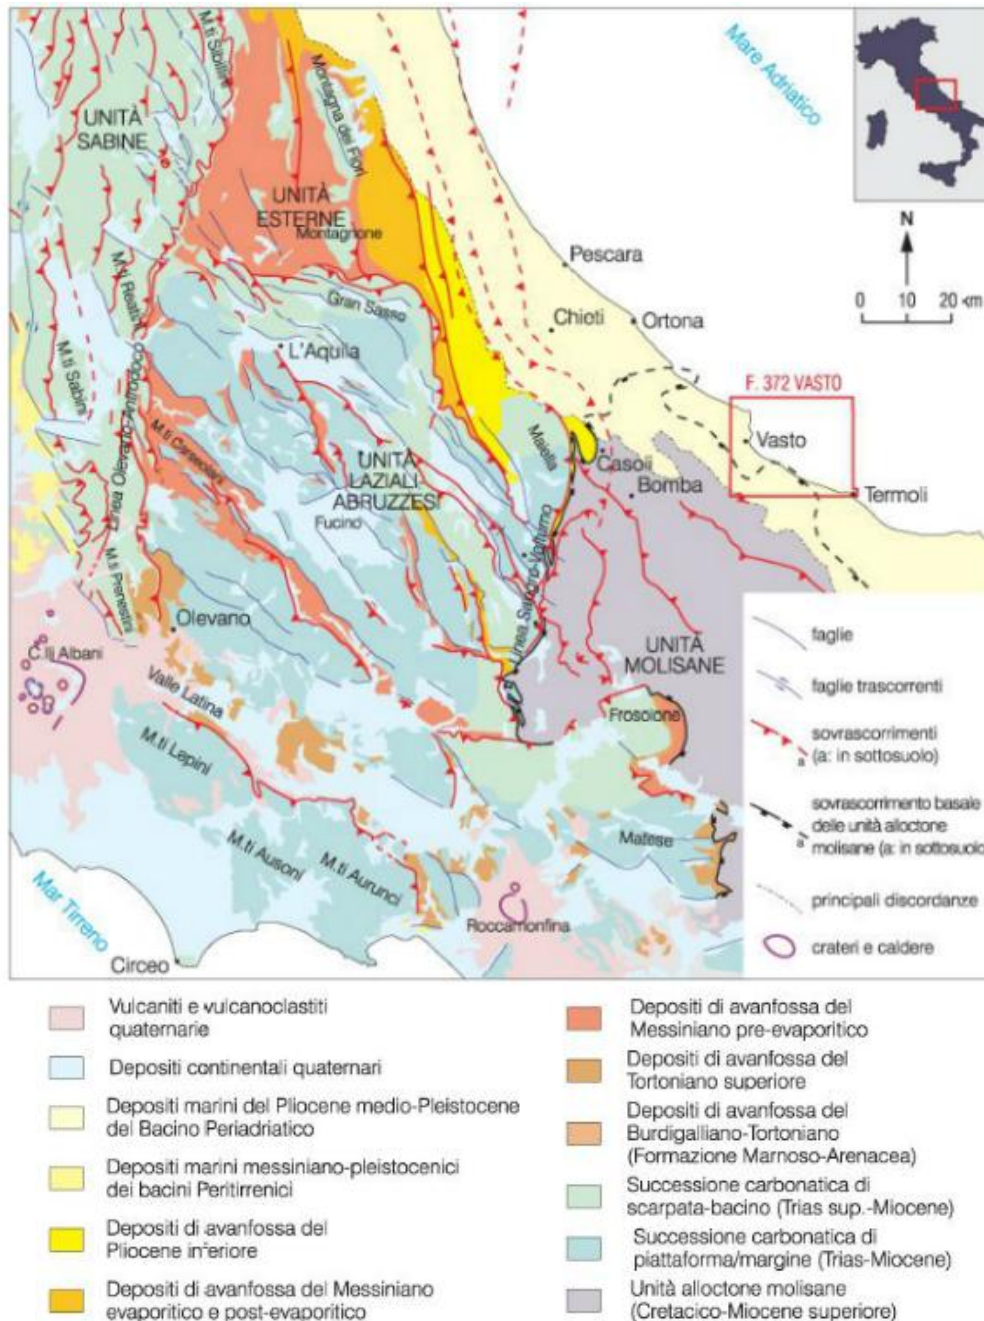 Mare Adriatico
N
0 10 20 km
M.ti Sibillini
UNITÀ
SABINE
Montagna dei Fiori
UNITÀ
ESTERNE
Montagnone
Pescara
Chieti
Ortona
Gran Sasso
M.ti Reatini
L'Aquila
M.ti Sabini
Linea Olevano-Antrodoco
F. 372 VASTO
Vasto
Termoli
Maiella
Casoli
Bomba
M.ti Carseolani
UNITÀ
LAZIALI-
ABRUZZESI
Fucino
Linea Sangro-Volturno
M.ti Prenestini
Olevano
UNITÀ
MOLISANE
C.lli Albani
Valle Latina
Frosolone
M.ti Lepini
Matese
M.ti Ausoni
M.ti Aurunci
Roccamonfina
Mar Tirreno
Circeo
faglie
faglie trascorrenti
sovrascorrimenti
a (a: in sottosuolo)
sovrascorrimento basale
delle unità alloctone
a molisane (a: in sottosuolo
principali discordanze
crateri e caldere
Vulcaniti e vulcanoclastiti
quaternarie
Depositi continentali quaternari
Depositi marini del Pliocene medio-Pleistocene
del Bacino Periadriatico
Depositi marini messiniano-pleistocenici
dei bacini Peritirrenici
Depositi di avanfossa del
Pliocene inferiore
Depositi di avanfossa del Messiniano
evaporitico e post-evaporitico
Depositi di avanfossa del
Messiniano pre-evaporitico
Depositi di avanfossa del
Tortoniano superiore
Depositi di avanfossa del
Burdigalliano-Tortoniano
(Formazione Marnoso-Arenacea)
Successione carbonatica di
scarpata-bacino (Trias sup.-Miocene)
Successione carbonatica di
piattaforma/margine (Trias-Miocene)
Unità alloctone molisane
(Cretacico-Miocene superiore)